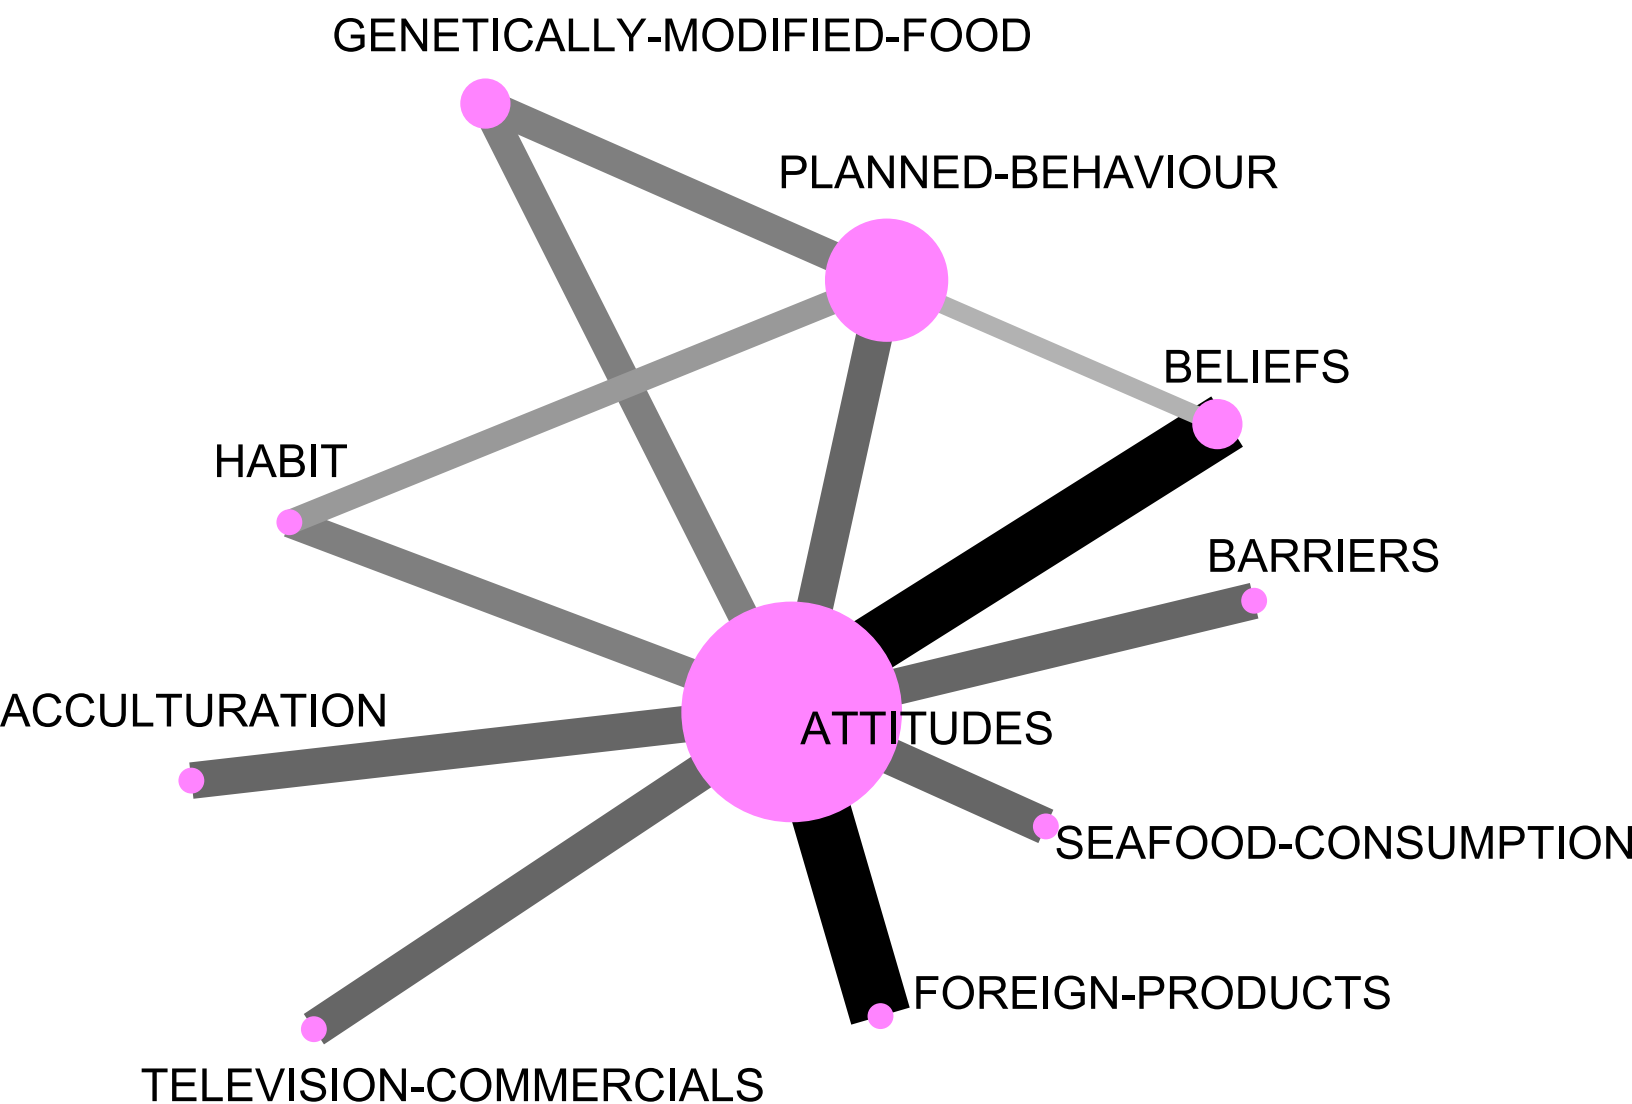 GENETICALLY-MODIFIED-FOOD
PLANNED-BEHAVIOUR
BELIEFS
HABIT
BARRIERS
ACCULTURATION
ATTITUDES
SEAFOOD-CONSUMPTION
FOREIGN-PRODUCTS
TELEVISION-COMMERCIALS